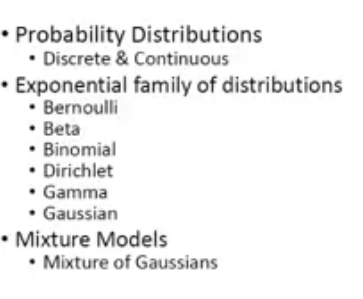 • Probability Distributions
• Discrete & Continuous
• Exponential family of distributions
• Bernoulli
• Beta
• Binomial
• Dirichlet
• Gamma
• Gaussian
• Mixture Models
• Mixture of Gaussians